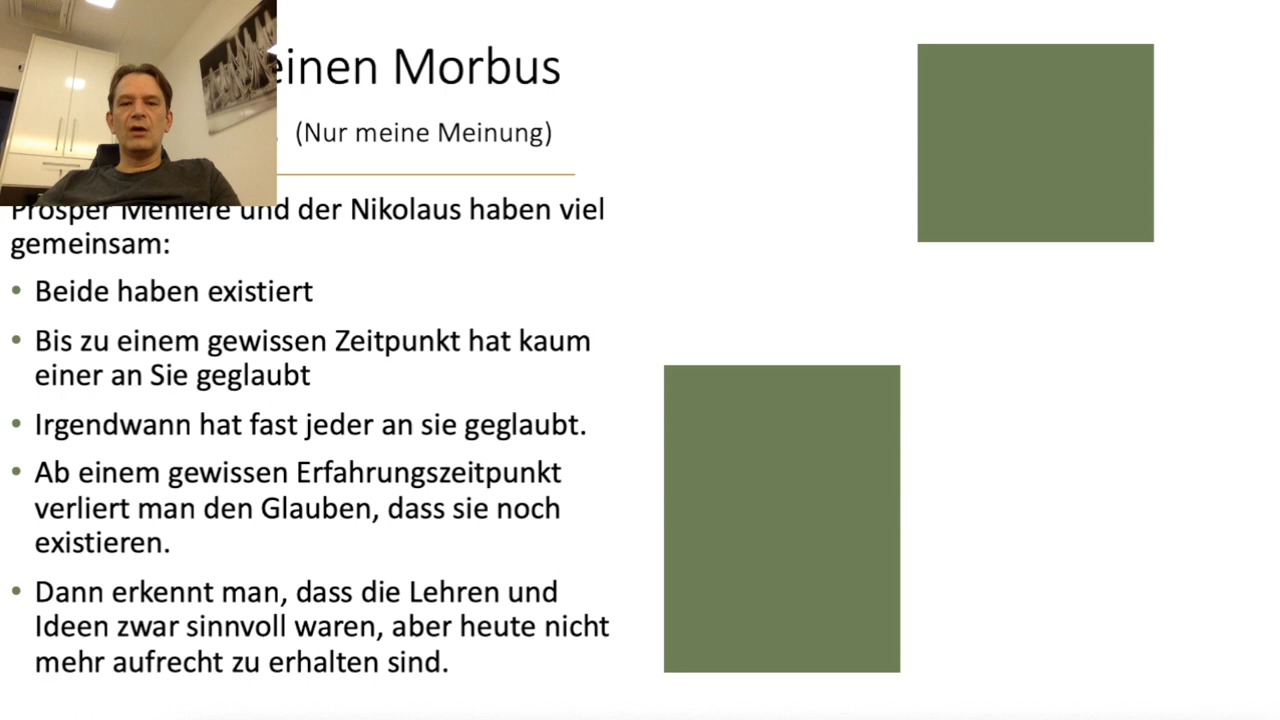 einen Morbus
(Nur meine Meinung)
Prosper Menière und der Nikolaus haben viel
gemeinsam:
• Beide haben existiert
• Bis zu einem gewissen Zeitpunkt hat kaum
einer an Sie geglaubt
• Irgendwann hat fast jeder an sie geglaubt.
• Ab einem gewissen Erfahrungszeitpunkt
verliert man den Glauben, dass sie noch
existieren.
• Dann erkennt man, dass die Lehren und
Ideen zwar sinnvoll waren, aber heute nicht
mehr aufrecht zu erhalten sind.